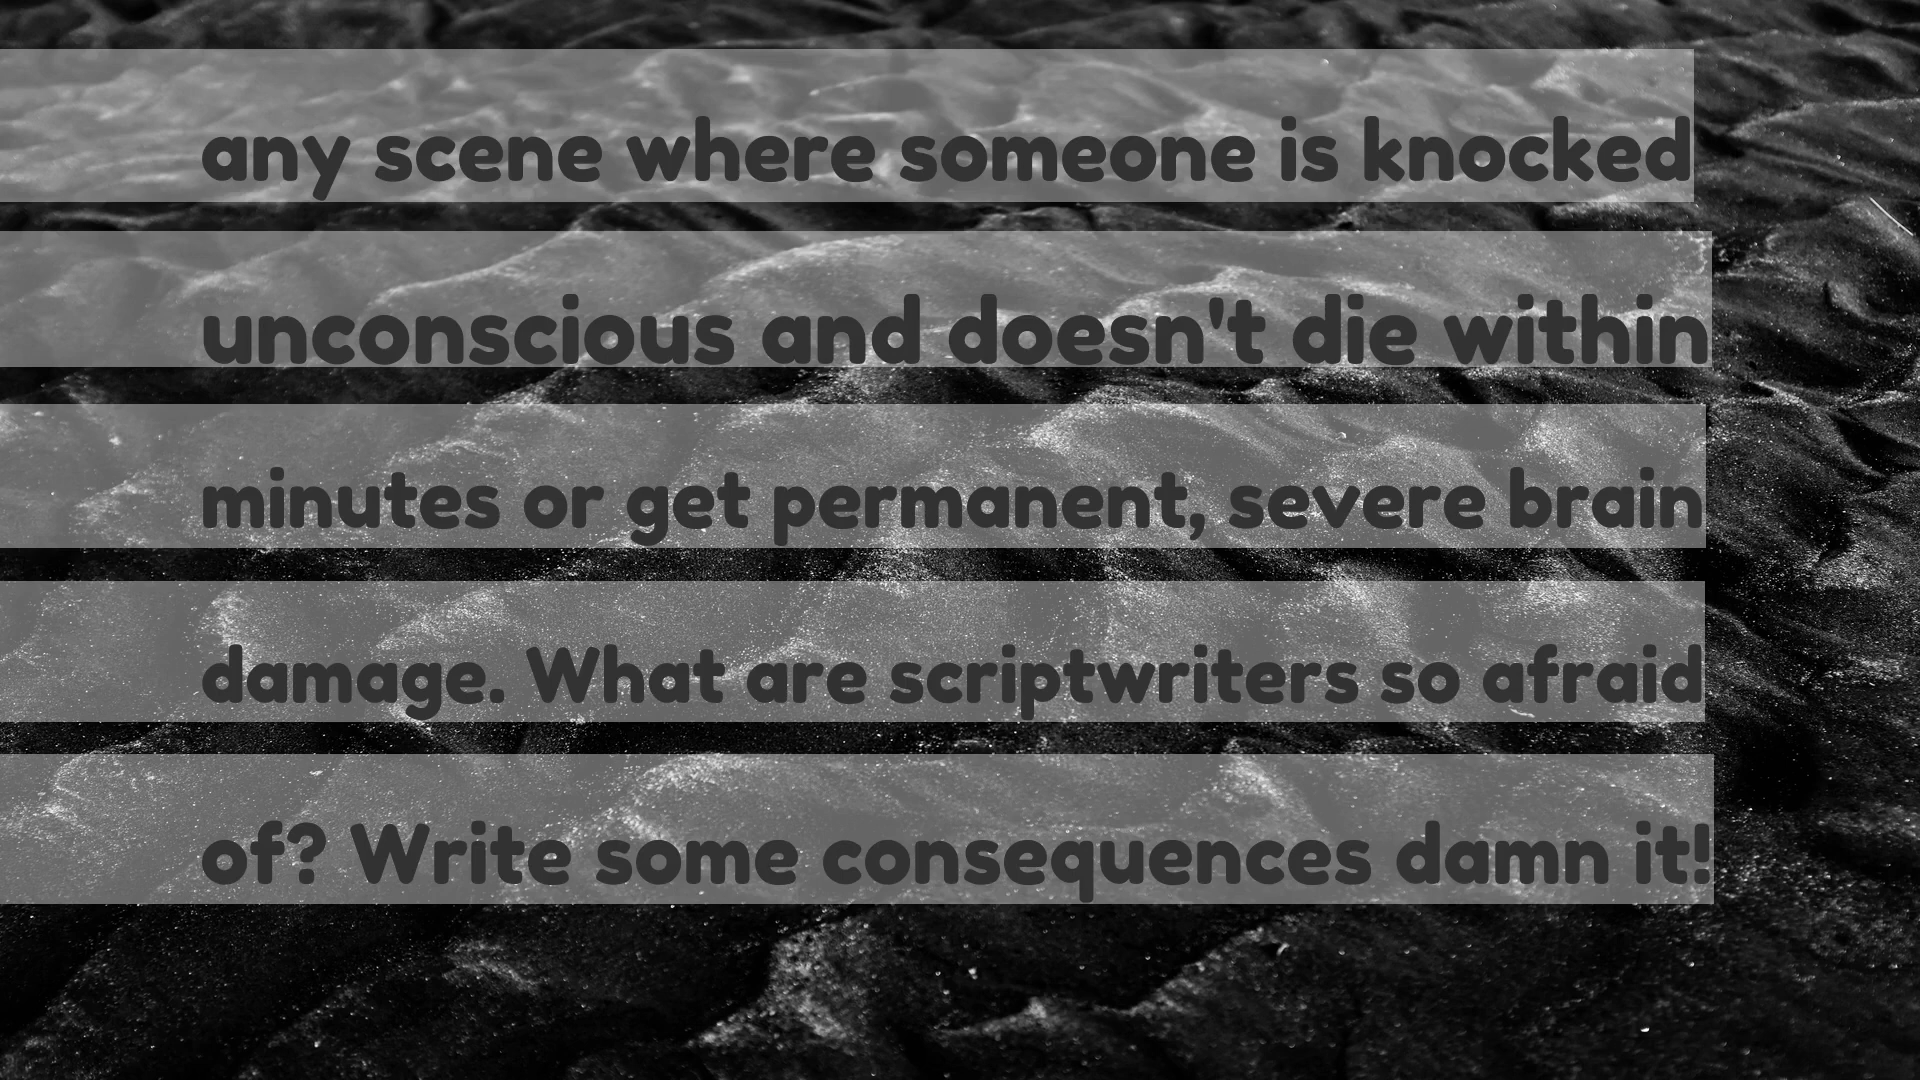 any scene where someone is knocked
unconscious and doesn't die within
minutes or get permanent, severe brain
damage. What are scriptwriters so afraid
of? Write some consequences damn it!